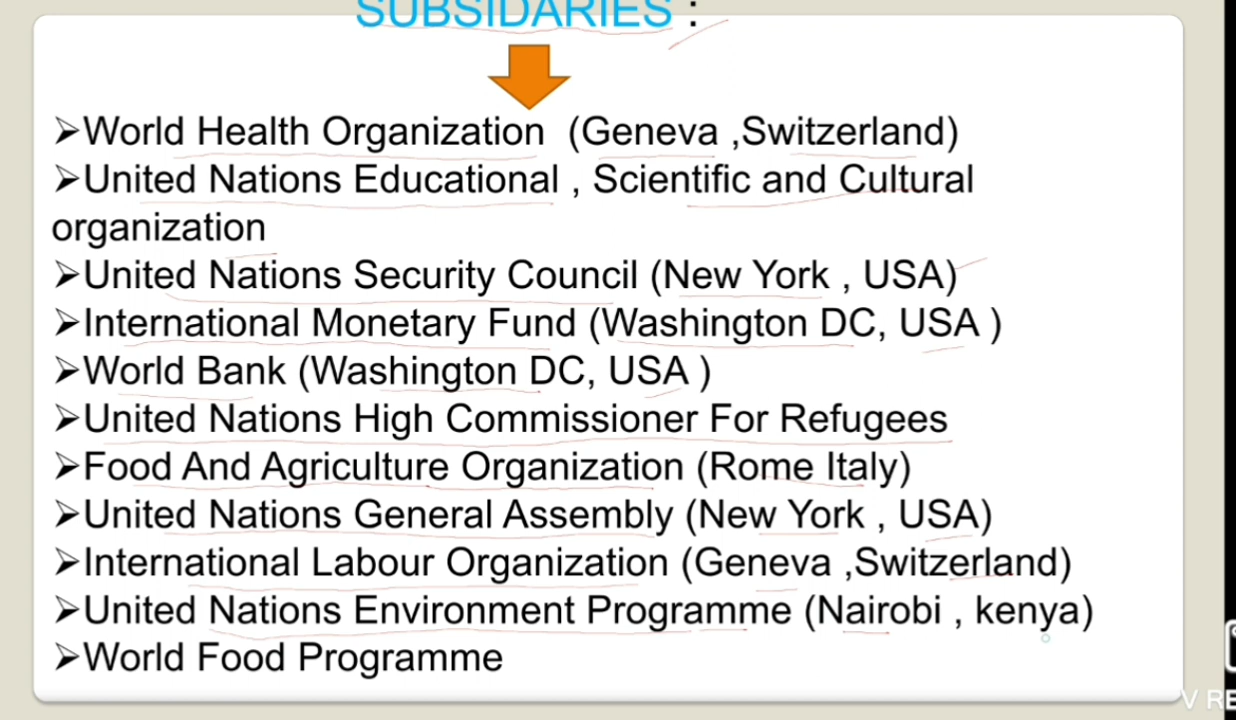 SUBSIDARIES :
➢World Health Organization (Geneva ,Switzerland)
➢United Nations Educational , Scientific and Cultural
organization
➢United Nations Security Council (New York , USA)
➢International Monetary Fund (Washington DC, USA )
➢World Bank (Washington DC, USA )
➢United Nations High Commissioner For Refugees
➢Food And Agriculture Organization (Rome Italy)
➢United Nations General Assembly (New York , USA)
➢International Labour Organization (Geneva ,Switzerland)
➢United Nations Environment Programme (Nairobi , kenya)
➢World Food Programme